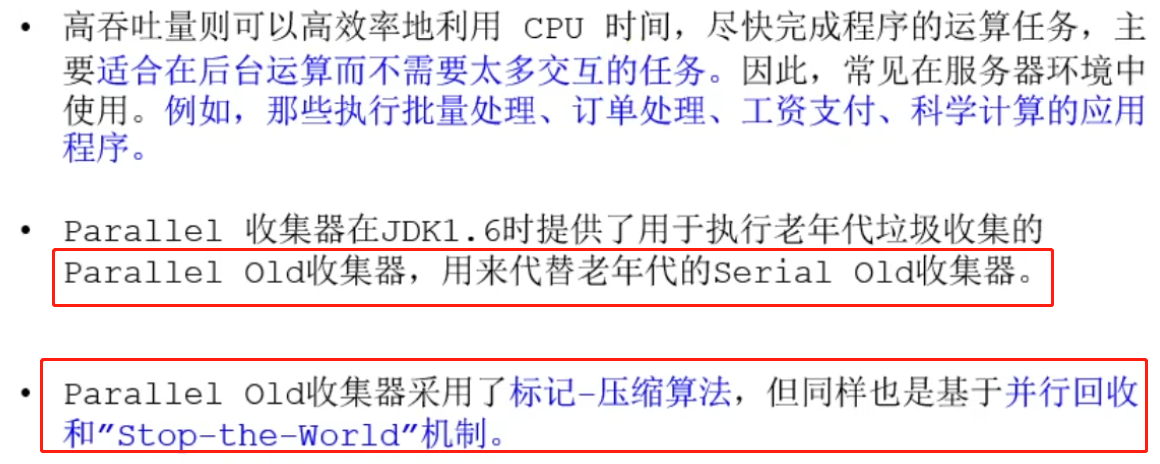 • 高吞吐量则可以高效率地利用 CPU 时间，尽快完成程序的运算任务，主
要适合在后台运算而不需要太多交互的任务。因此，常见在服务器环境中
使用。例如，那些执行批量处理、订单处理、工资支付、科学计算的应用
程序。
• Parallel 收集器在JDK1.6时提供了用于执行老年代垃圾收集的
Parallel Old收集器，用来代替老年代的Serial Old收集器。
• Parallel Old收集器采用了标记-压缩算法，但同样也是基于并行回收
和"Stop-the-World"机制。